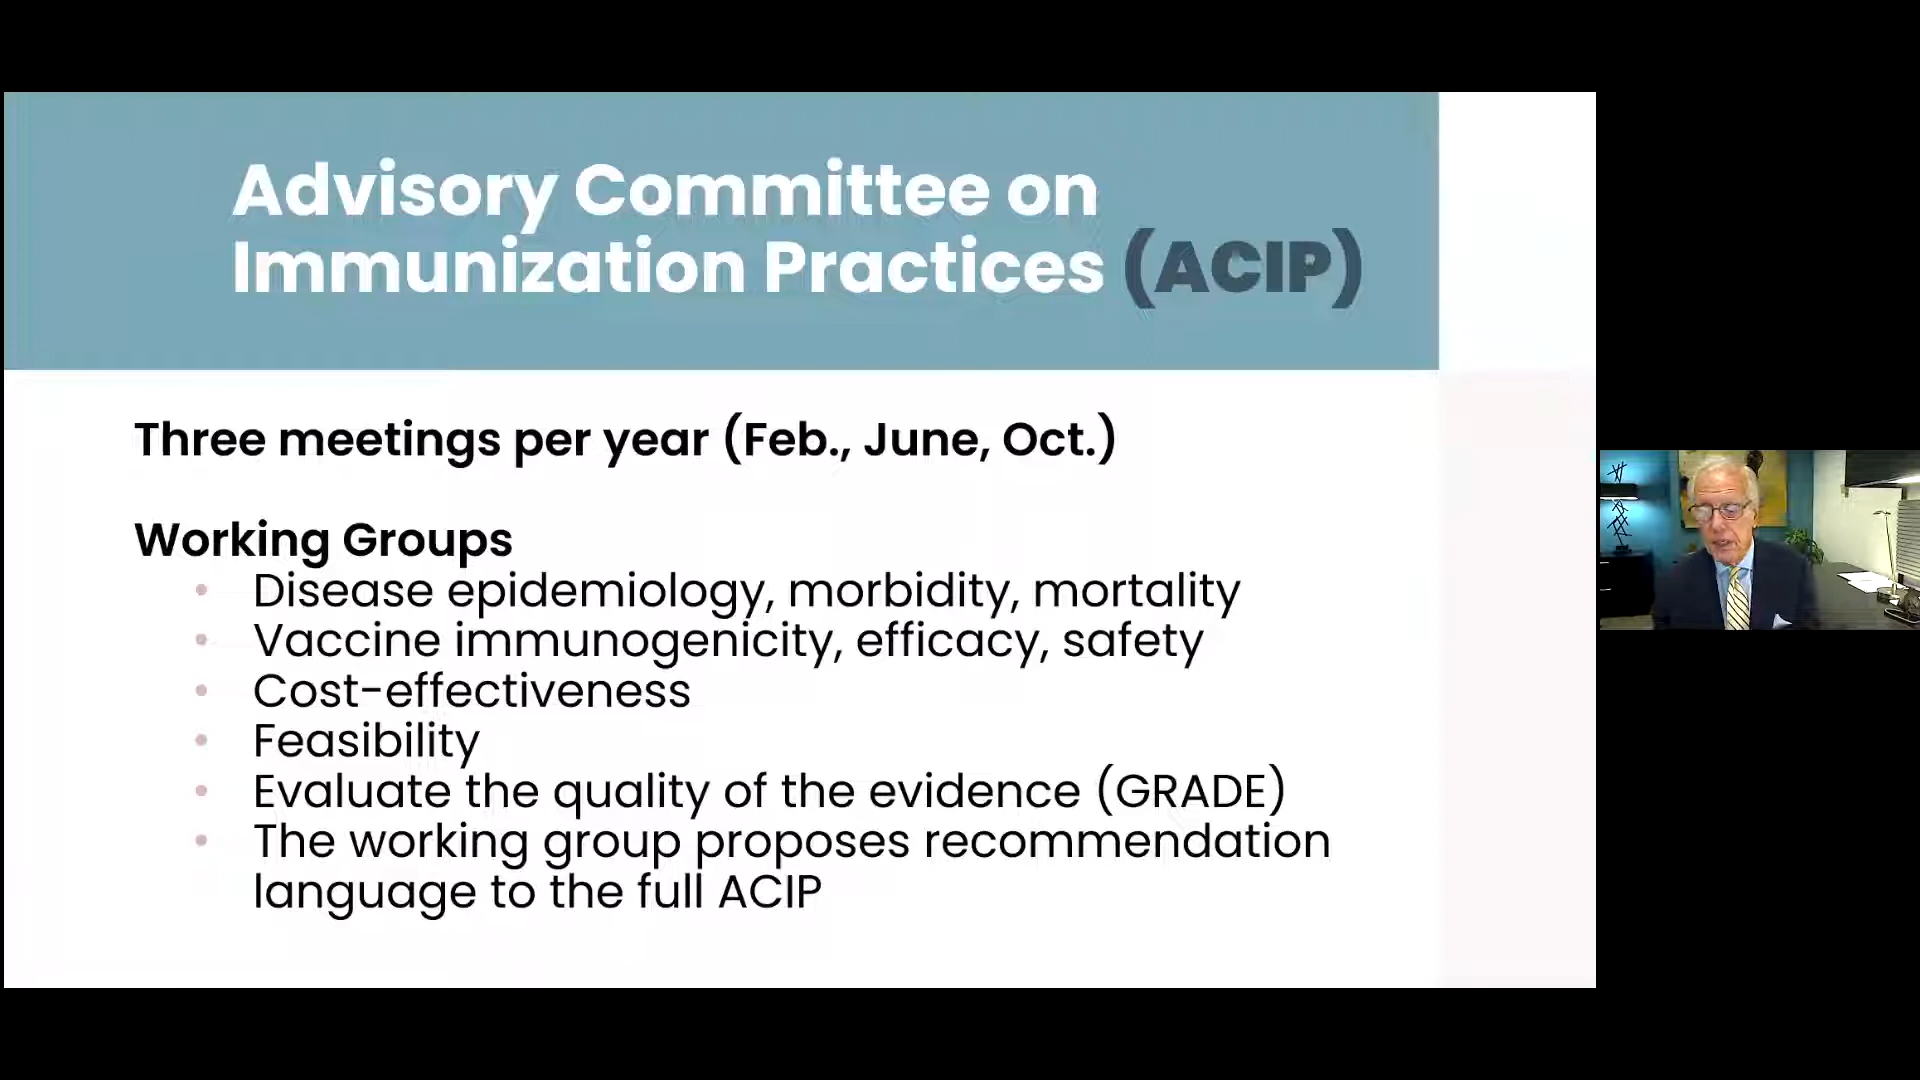 Advisory Committee on
Immunization Practices (ACIP)
Three meetings per year (Feb., June, Oct.)
Working Groups
• Disease epidemiology, morbidity, mortality
• Vaccine immunogenicity, efficacy, safety
• Cost-effectiveness
• Feasibility
• Evaluate the quality of the evidence (GRADE)
• The working group proposes recommendation
language to the full ACIP